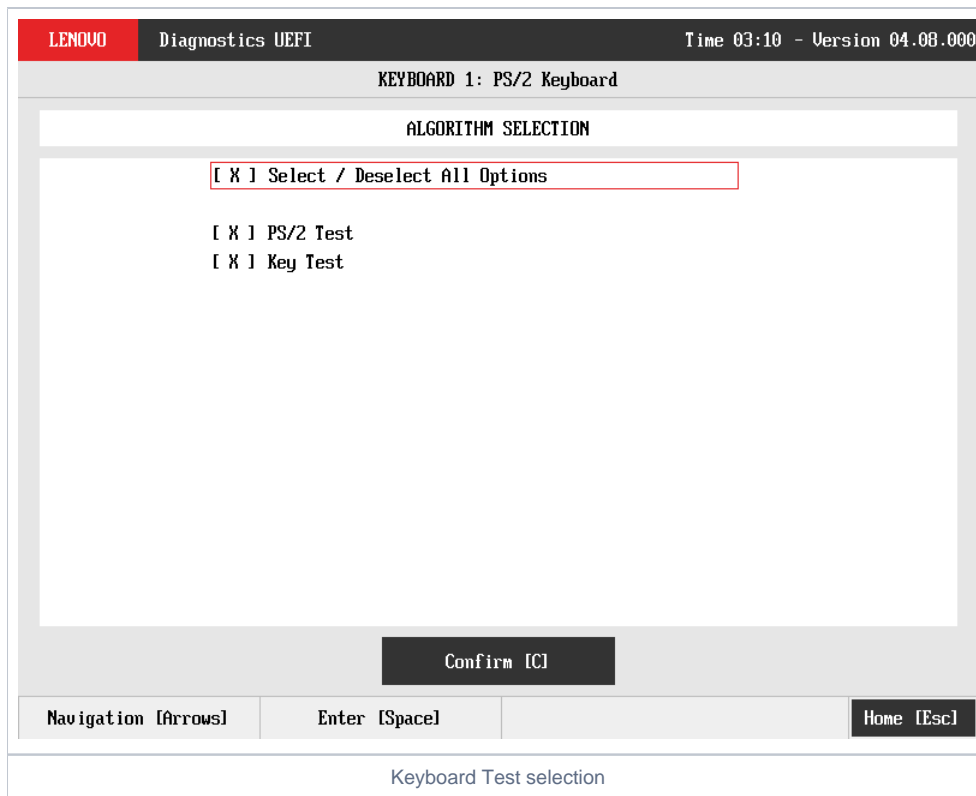 LENOVO Diagnostics UEFI Time 03:10 - Version 04.08.000
KEYBOARD 1: PS/2 Keyboard
ALGORITHM SELECTION
[ X ] Select / Deselect All Options
[ X ] PS/2 Test
[ X ] Key Test
Confirm [C]
Navigation [Arrows] Enter [Space] Home [Esc]
Keyboard Test selection